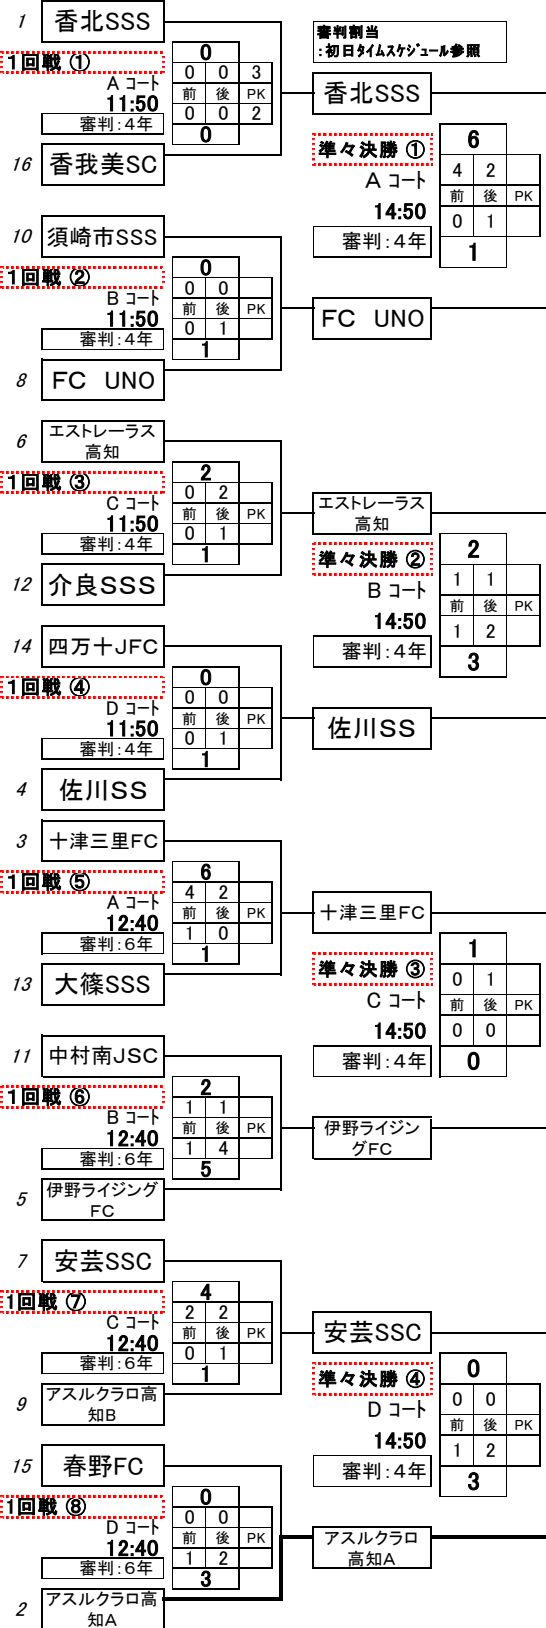 1 香北SSS
1回戦 ①
Aコート
11:50
審判:4年
0
0 0 3
前 後 PK
0 0 2
0
16 香我美SC
審判割当
:初日タイムスケジュール参照
香北SSS
準々決勝 ①
A コート
14:50
審判:4年
6
4 2
前 後 PK
0 1
1
10 須崎市SSS
1回戦 ②
Bコート
11:50
審判:4年
0
0 0
前 後 PK
0 1
1
8 FC UNO
FC UNO
6 エストレーラス
高知
1回戦 ③
Cコート
11:50
審判:4年
2
0 2
前 後 PK
0 1
1
12 介良SSS
エストレーラス
高知
準々決勝 ②
B コート
14:50
審判:4年
2
1 1
前 後 PK
1 2
3
14 四万十JFC
1回戦 ④
Dコート
11:50
審判:4年
0
0 0
前 後 PK
0 1
1
4 佐川SS
佐川SS
3 十津三里FC
1回戦 ⑤
Aコート
12:40
審判:6年
6
4 2
前 後 PK
1 0
1
13 大篠SSS
十津三里FC
準々決勝 ③
C コート
14:50
審判:4年
1
0 1
前 後 PK
0 0
0
11 中村南JSC
1回戦 ⑥
Bコート
12:40
審判:6年
2
1 1
前 後 PK
1 4
5
5 伊野ライジング
FC
伊野ライジン
グFC
7 安芸SSC
1回戦 ⑦
Cコート
12:40
審判:6年
4
2 2
前 後 PK
0 1
1
9 アスルクラロ高
知B
安芸SSC
準々決勝 ④
D コート
14:50
審判:4年
0
0 0
前 後 PK
1 2
3
15 春野FC
1回戦 ⑧
Dコート
12:40
審判:6年
0
0 0
前 後 PK
1 2
3
2 アスルクラロ高
知A
アスルクラロ
高知A